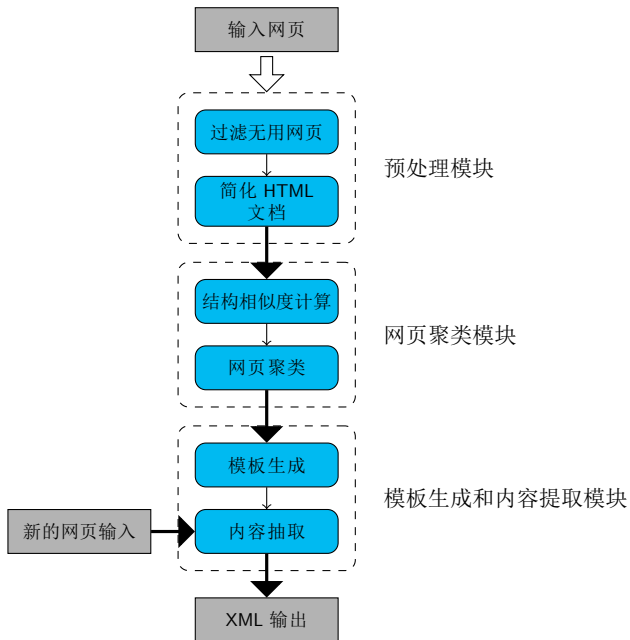 输入网页
过滤无用网页
简化 HTML
文档
预处理模块
结构相似度计算
网页聚类
网页聚类模块
模板生成
模板生成和内容提取模块
新的网页输入
内容抽取
XML 输出